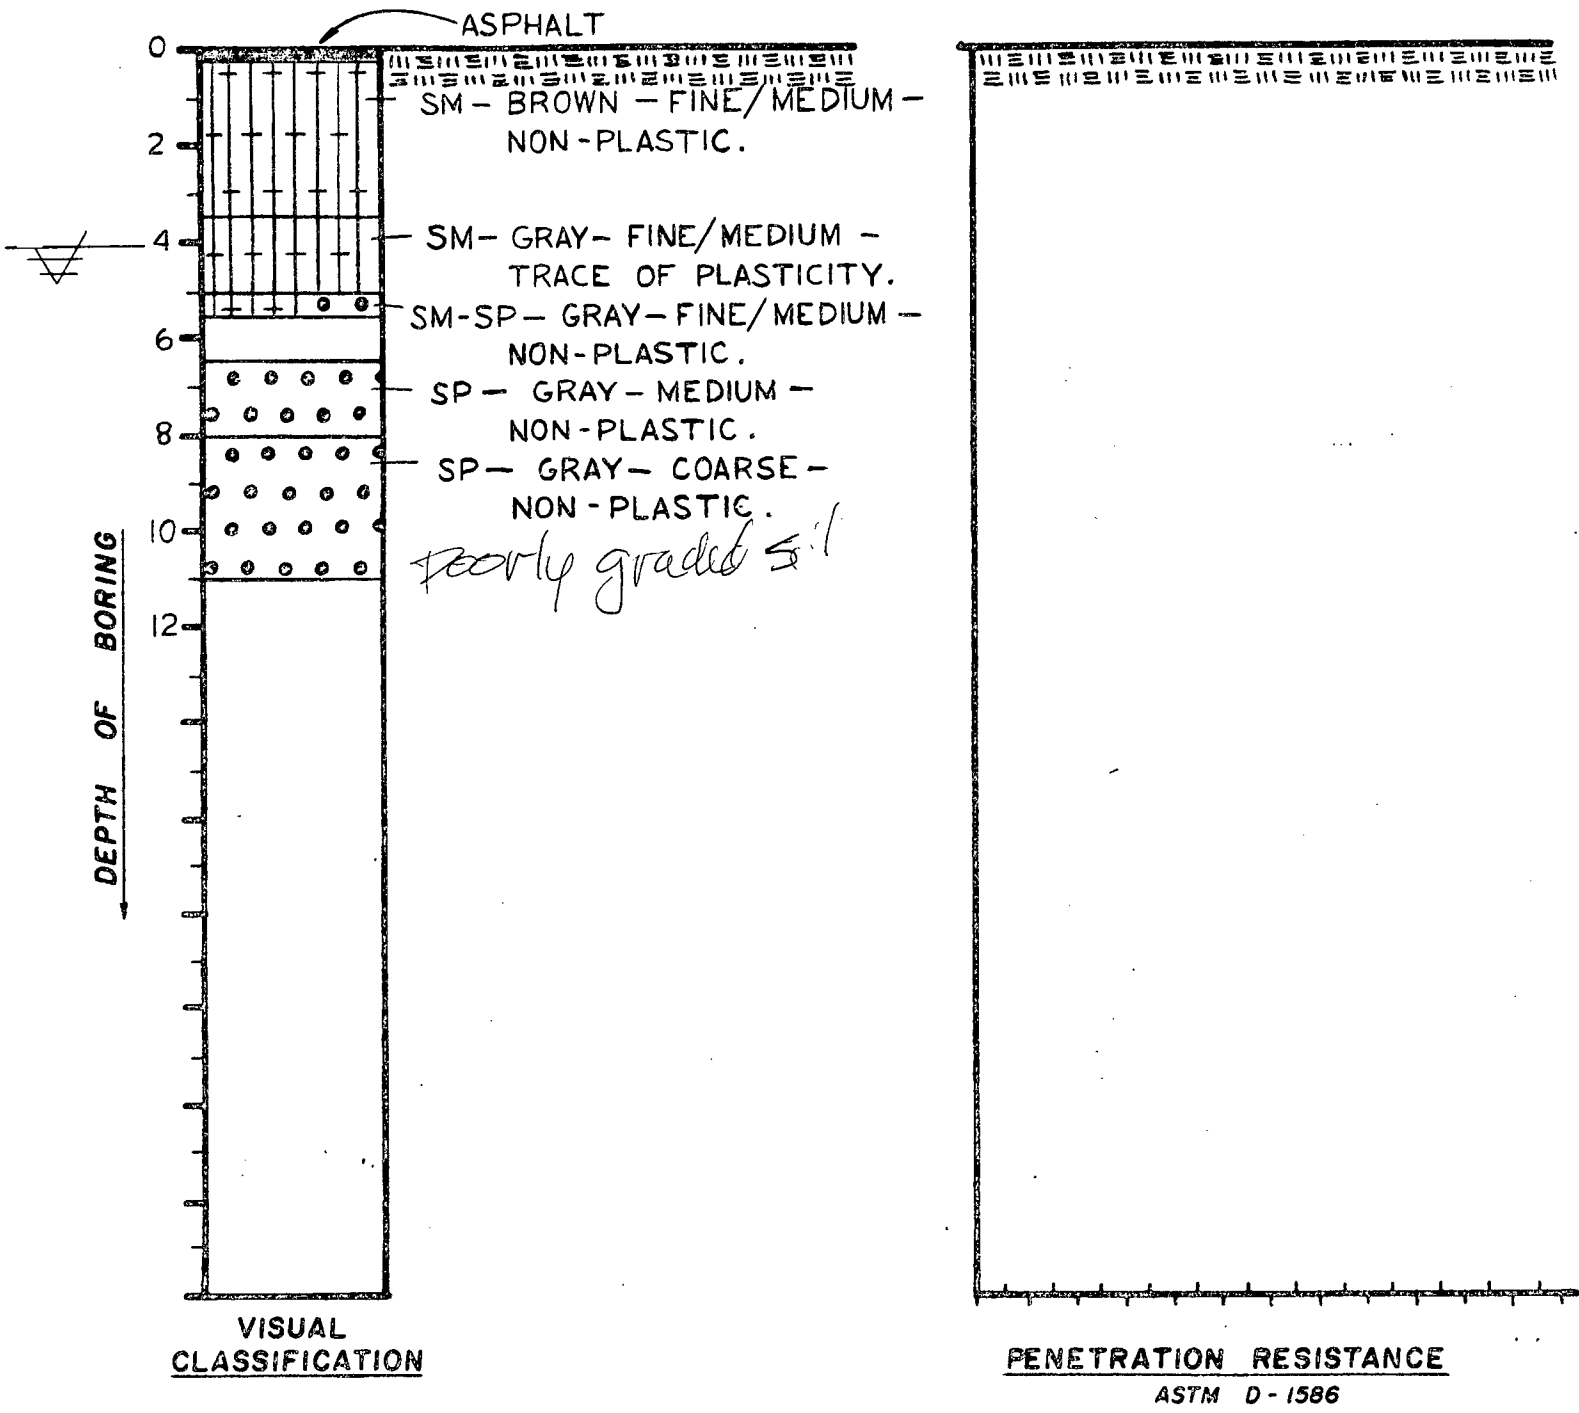 ASPHALT
0
SM - BROWN - FINE/MEDIUM -
NON-PLASTIC.
2
4
SM - GRAY - FINE/MEDIUM -
TRACE OF PLASTICITY.
SM-SP - GRAY - FINE/MEDIUM -
NON-PLASTIC.
6
SP - GRAY - MEDIUM -
NON-PLASTIC.
8
SP - GRAY - COARSE -
NON-PLASTIC.
10
Poorly graded soil
12
DEPTH OF BORING
VISUAL
CLASSIFICATION
PENETRATION RESISTANCE
ASTM D-1586